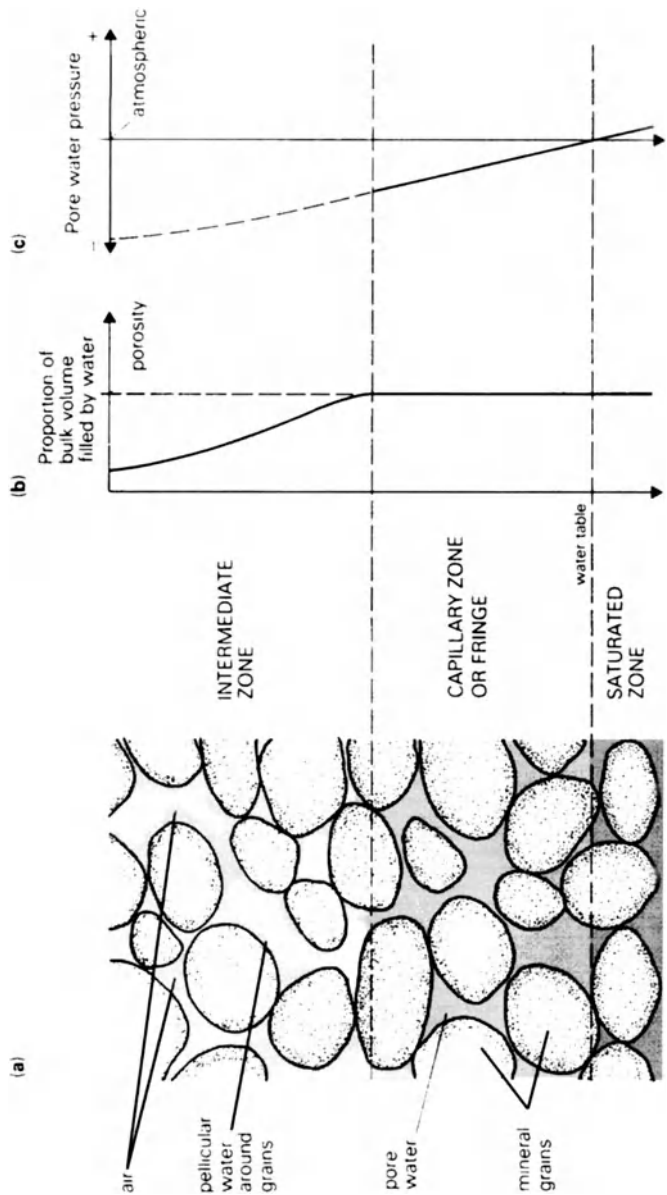 (a)
air
pellicular
water
around
grains
pore
water
mineral
grains
INTERMEDIATE
ZONE
CAPILLARY ZONE
OR FRINGE
water table
SATURATED
ZONE
(b)
Proportion of
bulk volume
filled by water
porosity
(c)
Pore water pressure
−
+
atmospheric